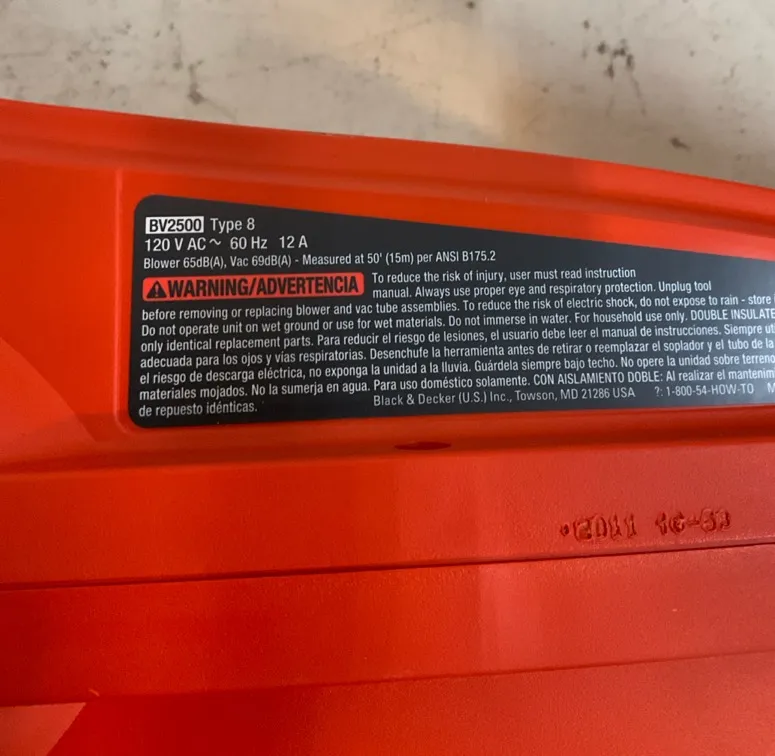 BV2500 Type 8
120 V AC ~ 60 Hz 12 A
Blower 65dB(A), Vac 69dB(A) - Measured at 50' (15m) per ANSI B175.2
WARNING/ADVERTENCIA To reduce the risk of injury, user must read instruction
manual. Always use proper eye and respiratory protection. Unplug tool
before removing or replacing blower and vac tube assemblies. To reduce the risk of electric shock, do not expose to rain - store
Do not operate unit on wet ground or use for wet materials. Do not immerse in water. For household use only. DOUBLE INSULATE
only identical replacement parts. Para reducir el riesgo de lesiones, el usuario debe leer el manual de instrucciones. Siempre ut
adecuada para los ojos y vías respiratorias. Desenchufe la herramienta antes de retirar o reemplazar el soplador y el tubo de la
el riesgo de descarga eléctrica, no exponga la unidad a la lluvia. Guárdela siempre bajo techo. No opere la unidad sobre terreno
materiales mojados. No la sumerja en agua. Para uso doméstico solamente. CON AISLAMIENTO DOBLE: Al realizar el mantenimi
de repuesto idénticas. Black & Decker (U.S.) Inc., Towson, MD 21286 USA ?: 1-800-54-HOW-TO M
2011 16-53